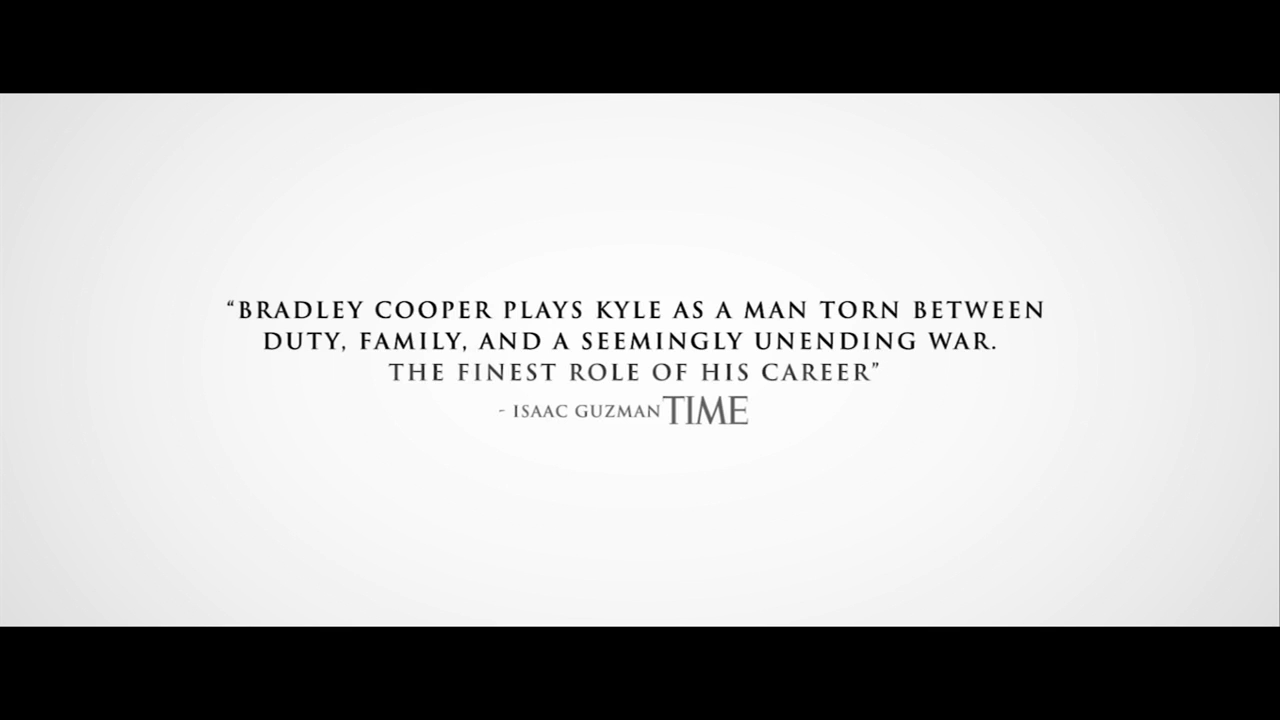 “BRADLEY COOPER PLAYS KYLE AS A MAN TORN BETWEEN
DUTY, FAMILY, AND A SEEMINGLY UNENDING WAR.
THE FINEST ROLE OF HIS CAREER”
- ISAAC GUZMAN TIME